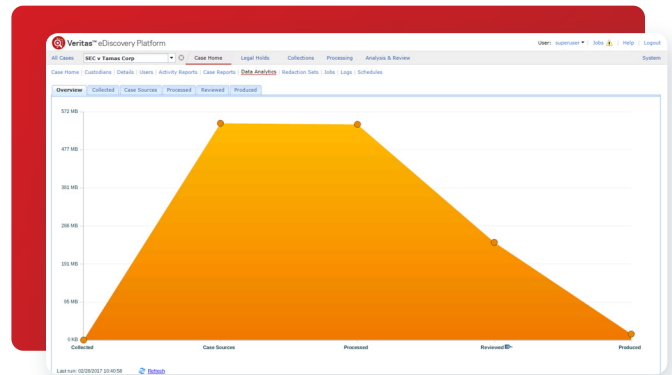 Veritas™ eDiscovery Platform
User: superuser Jobs Help Logout
All Cases SEC v Tamas Corp Case Home Legal Holds Collections Processing Analysis & Review System
Case Home Custodians Details Users Activity Reports Case Reports Data Analytics Redaction Sets Jobs Logs Schedules
Overview Collected Case Sources Processed Reviewed Produced
572 MB
477 MB
381 MB
286 MB
191 MB
95 MB
0 KB
Collected Case Sources Processed Reviewed Produced
Last run: 02/28/2017 10:40:56 Refresh